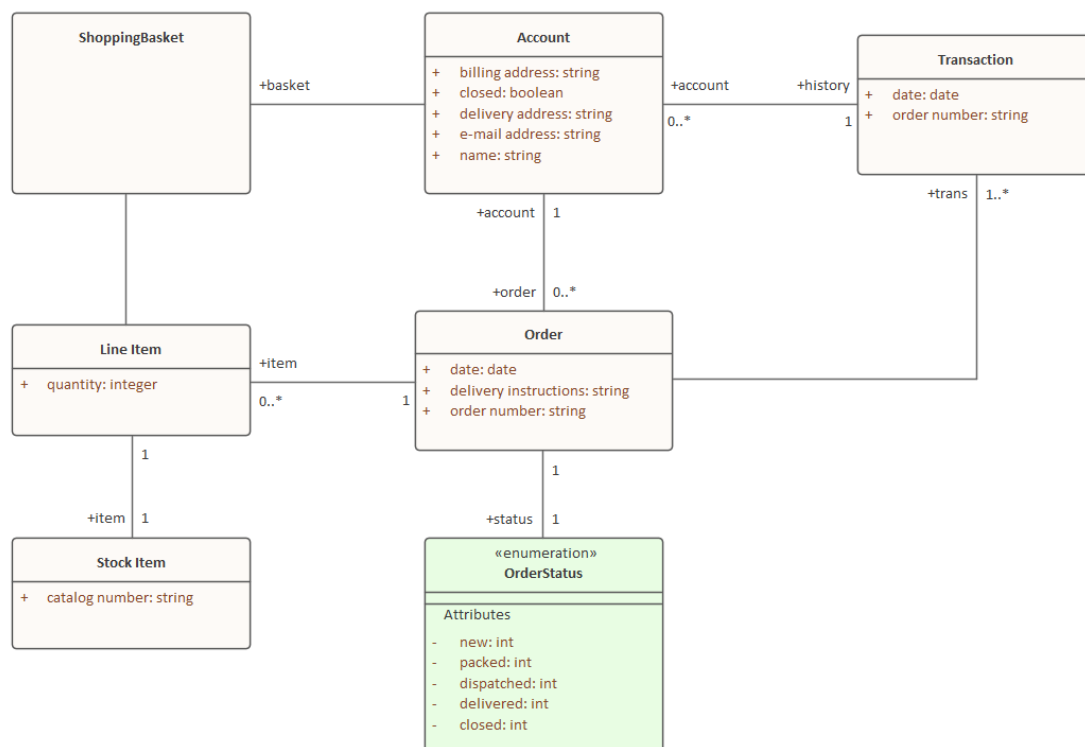 ShoppingBasket
+basket
Account
+ billing address: string
+ closed: boolean
+ delivery address: string
+ e-mail address: string
+ name: string
+account
0..*
+history
1
Transaction
+ date: date
+ order number: string
+trans
1..*
+account
1
+order
0..*
Line Item
+ quantity: integer
+item
0..*
1
Order
+ date: date
+ delivery instructions: string
+ order number: string
1
+item
1
Stock Item
+ catalog number: string
1
+status
1
«enumeration»
OrderStatus
Attributes
- new: int
- packed: int
- dispatched: int
- delivered: int
- closed: int